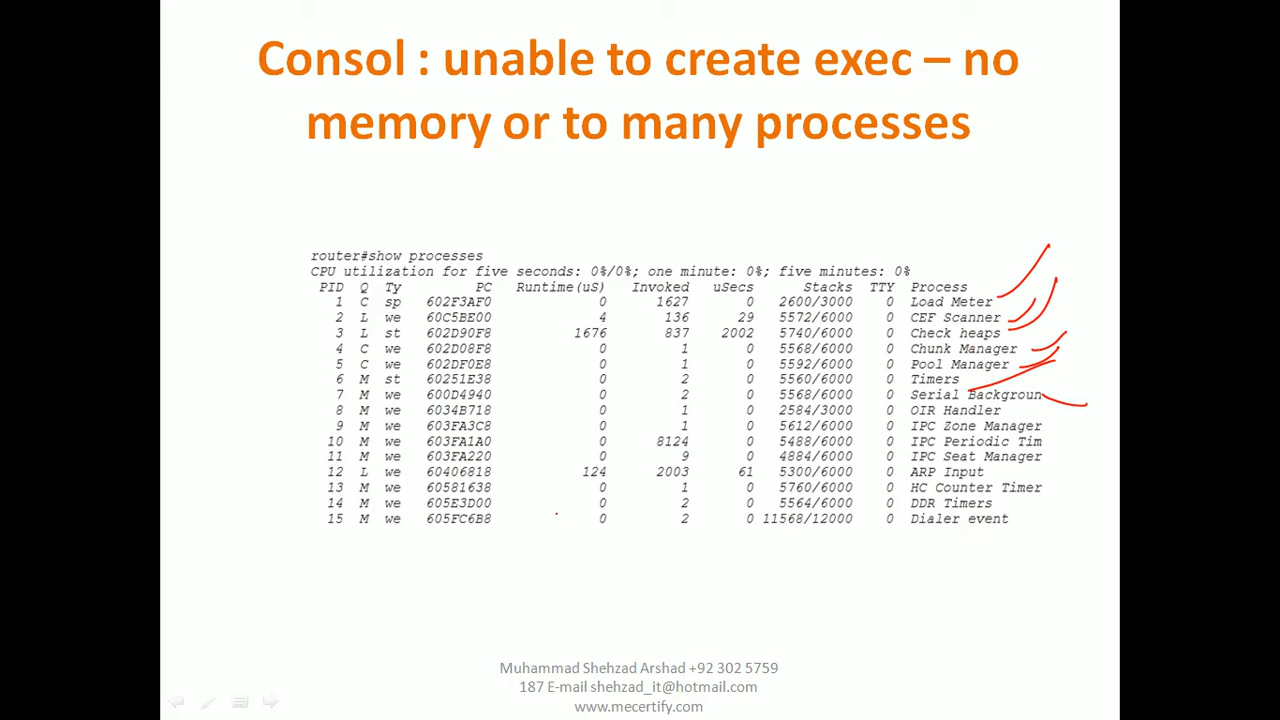 Consol : unable to create exec – no
memory or to many processes
router#show processes
CPU utilization for five seconds: 0%/0%; one minute: 0%; five minutes: 0%
PID Q Ty PC Runtime(uS) Invoked uSecs Stacks TTY Process
1 C sp 602F3AF0 0 1627 0 2600/3000 0 Load Meter
2 L we 60C5BE00 4 136 29 5572/6000 0 CEF Scanner
3 L st 602D90F8 1676 837 2002 5740/6000 0 Check heaps
4 C we 602D08F8 0 1 0 5568/6000 0 Chunk Manager
5 C we 602DF0E8 0 1 0 5592/6000 0 Pool Manager
6 M st 60251E38 0 2 0 5560/6000 0 Timers
7 M we 600D4940 0 2 0 5568/6000 0 Serial Backgroun
8 M we 6034B718 0 1 0 2584/3000 0 OIR Handler
9 M we 603FA3C8 0 1 0 5612/6000 0 IPC Zone Manager
10 M we 603FA1A0 0 8124 0 5488/6000 0 IPC Periodic Tim
11 M we 603FA220 0 9 0 4884/6000 0 IPC Seat Manager
12 L we 60406818 124 2003 61 5300/6000 0 ARP Input
13 M we 60581638 0 1 0 5760/6000 0 HC Counter Timer
14 M we 605E3D00 0 2 0 5564/6000 0 DDR Timers
15 M we 605FC6B8 0 2 0 11568/12000 0 Dialer event
Muhammad Shehzad Arshad +92 302 5759
187 E-mail shehzad_it@hotmail.com
www.mecertify.com